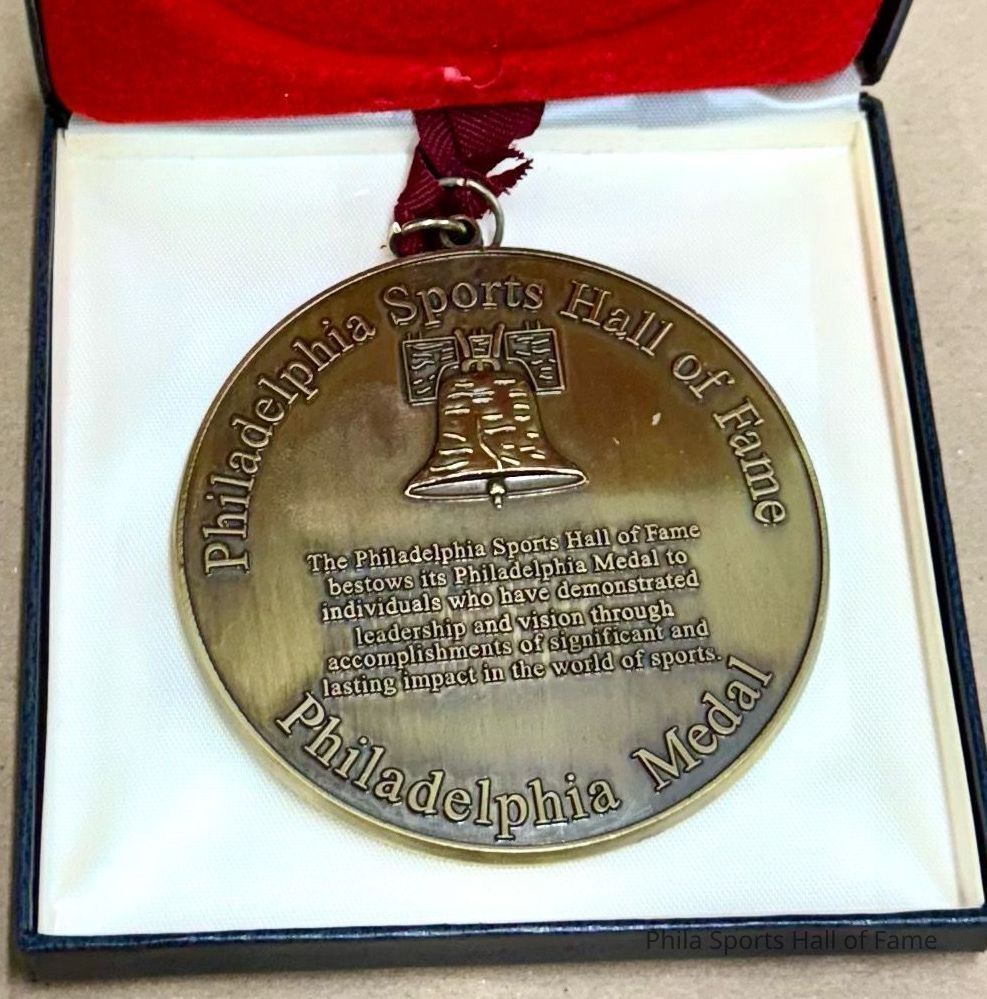 Philadelphia Sports Hall of Fame
The Philadelphia Sports Hall of Fame
bestows its Philadelphia Medal to
individuals who have demonstrated
leadership and vision through
accomplishments of significant and
lasting impact in the world of sports.
Philadelphia Medal
Phila Sports Hall of Fame